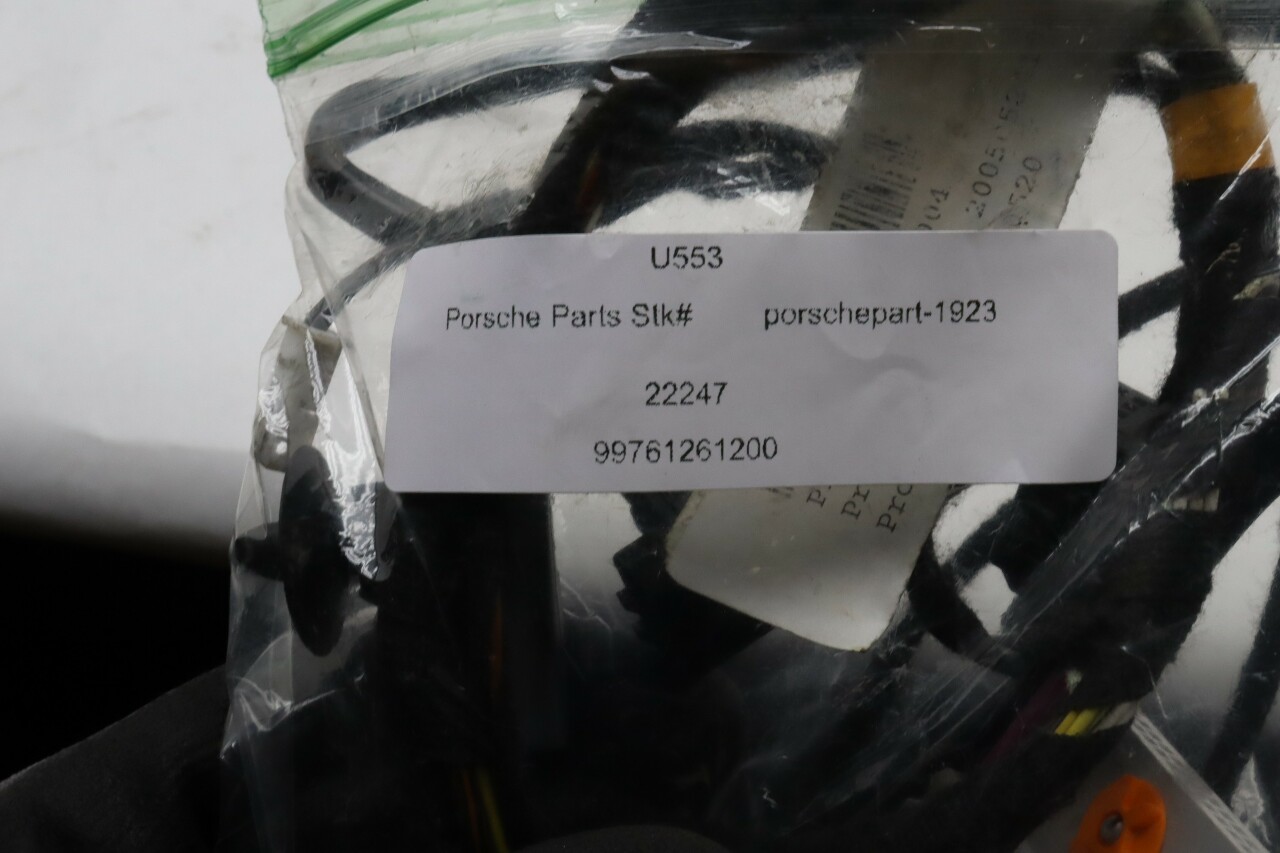 U553
Porsche Parts Stk# porschepart-1923
22247
99761261200